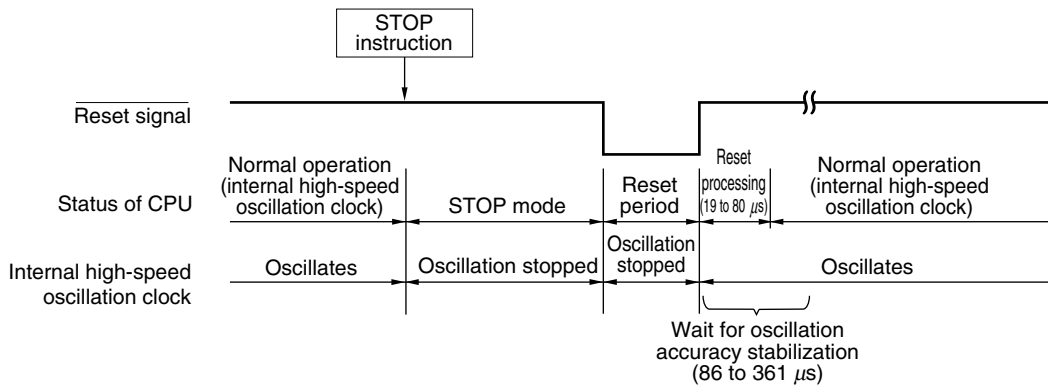 STOP
instruction
Reset signal
Normal operation
(internal high-speed
oscillation clock)
Status of CPU
STOP mode
Reset
period
Reset
processing
(19 to 80 μs)
Normal operation
(internal high-speed
oscillation clock)
Internal high-speed
oscillation clock
Oscillates
Oscillation stopped
Oscillation
stopped
Oscillates
Wait for oscillation
accuracy stabilization
(86 to 361 μs)